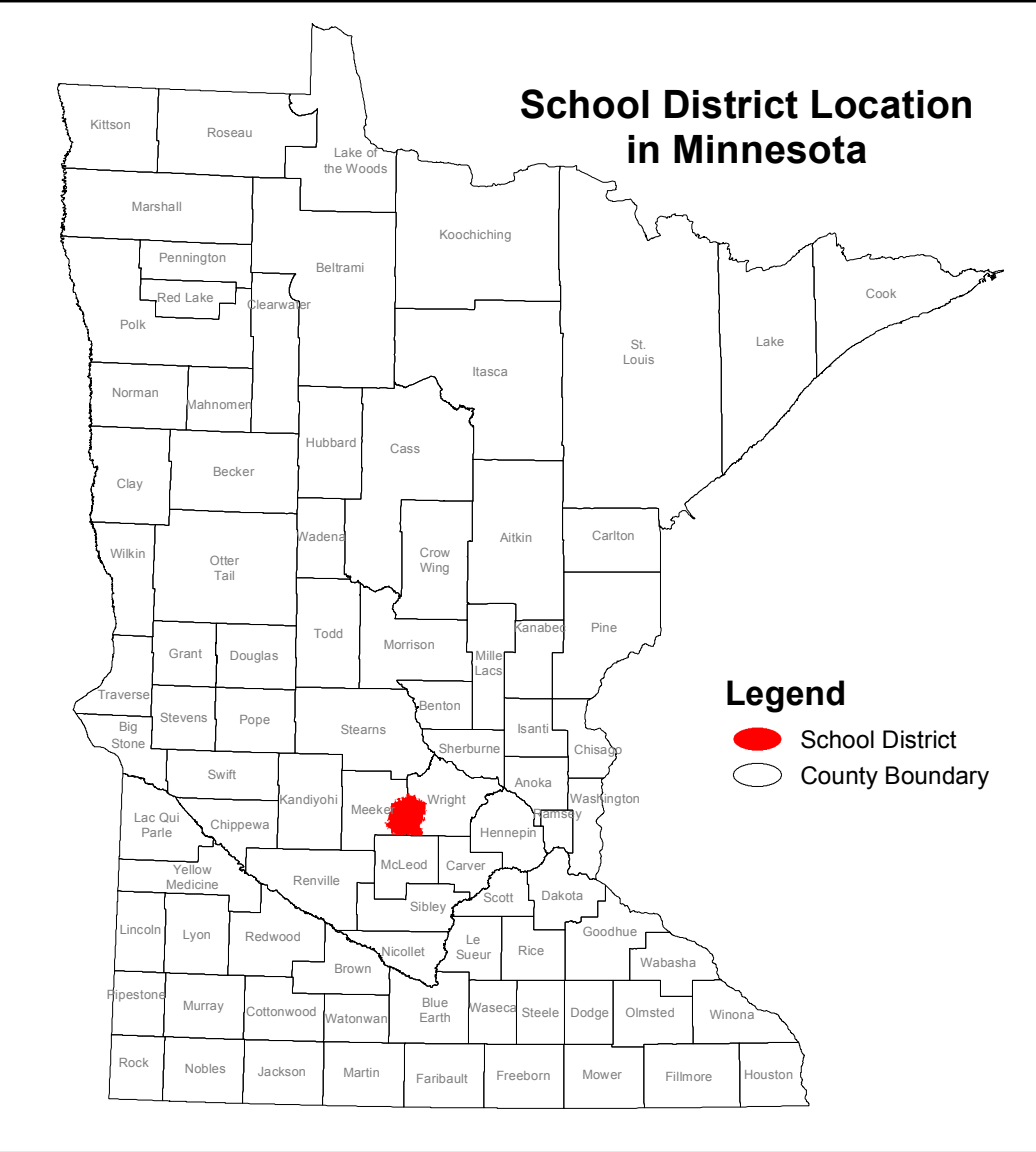 School District Location
in Minnesota
Kittson
Roseau
Lake of
the Woods
Marshall
Koochiching
Pennington
Beltrami
Red Lake
Clearwater
Cook
Polk
St.
Louis
Lake
Itasca
Norman
Mahnomen
Hubbard
Cass
Becker
Clay
Wadena
Aitkin
Carlton
Wilkin
Otter
Tail
Crow
Wing
Todd
Morrison
Kanabec
Pine
Grant
Douglas
Mille
Lacs
Traverse
Benton
Legend
Stevens
Pope
Stearns
Isanti
Big
Stone
Sherburne
Chisago
School District
Swift
Kandiyohi
Meeker
Wright
Anoka
Washington
County Boundary
Lac Qui
Parle
Chippewa
Ramsey
Hennepin
Yellow
Medicine
Renville
McLeod
Carver
Scott
Dakota
Sibley
Lincoln
Lyon
Redwood
Nicollet
Le
Sueur
Rice
Goodhue
Brown
Wabasha
Pipestone
Murray
Cottonwood
Watonwan
Blue
Earth
Waseca
Steele
Dodge
Olmsted
Winona
Rock
Nobles
Jackson
Martin
Faribault
Freeborn
Mower
Fillmore
Houston